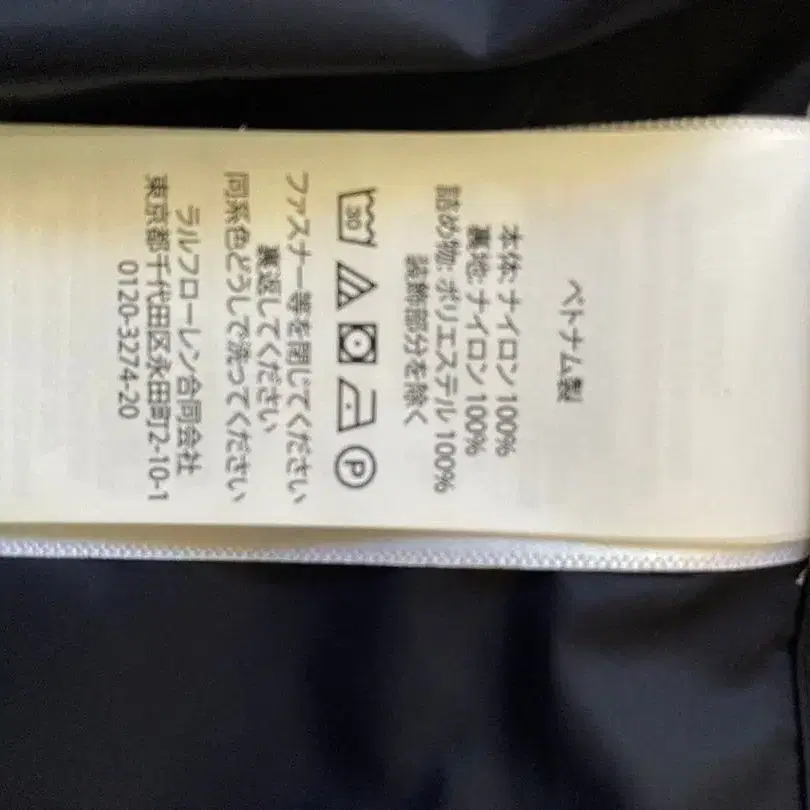 ベトナム製
本体: ナイロン 100%
裏地: ナイロン 100%
詰め物: ポリエステル 100%
装飾部分を除く
30
P
ファスナー等を閉じてください
裏返してください
同系色どうしで洗ってください
ラルフローレン合同会社
東京都千代田区永田町2-10-1
0120-3274-20